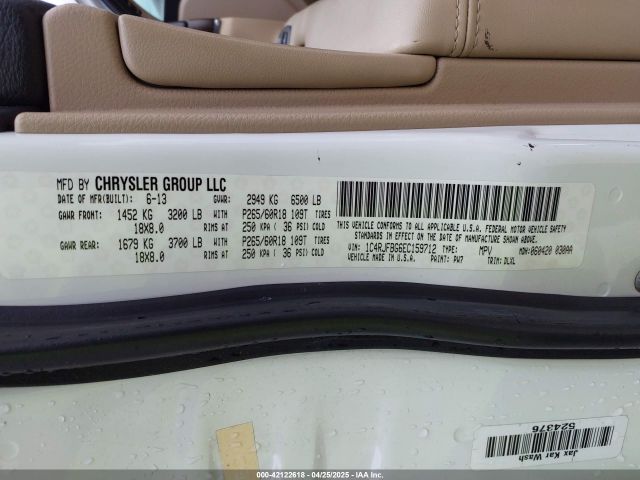 MFD BY CHRYSLER GROUP LLC
DATE OF MFR(BUILT): 6-13 GVWR: 2949 KG 6500 LB
GAWR FRONT: 1452 KG 3200 LB WITH P265/60R18 109T TIRES
18X8.0 RIMS AT 250 KPA ( 36 PSI) COLD
GAWR REAR: 1679 KG 3700 LB WITH P265/60R18 109T TIRES
18X8.0 RIMS AT 250 KPA ( 36 PSI) COLD
THIS VEHICLE CONFORMS TO ALL APPLICABLE U.S.A. FEDERAL MOTOR VEHICLE
SAFETY STANDARDS IN EFFECT ON THE DATE OF MANUFACTURE SHOWN ABOVE.
VIN: 1C4RJFBG6EC159712 TYPE: MPV MDH: 060420 030AA
VEHICLE MADE IN U.S.A. PAINT: PW7 TRIM: DLXL
524376
Jax Kar Wash
000-42122618 - 04/25/2025 - IAA Inc.